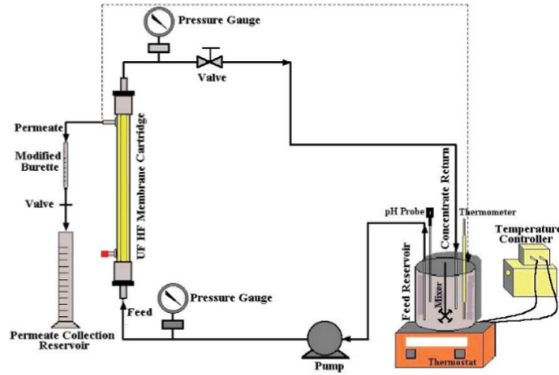 Pressure Gauge
Valve
Permeate
Modified
Burette
Valve
UF HF Membrane Cartridge
Permeate Collection
Reservoir
Feed
Pressure Gauge
Pump
Feed Reservoir
pH Probe
Concentrate Return
Thermometer
Mixer
Temperature
Controller
Thermostat